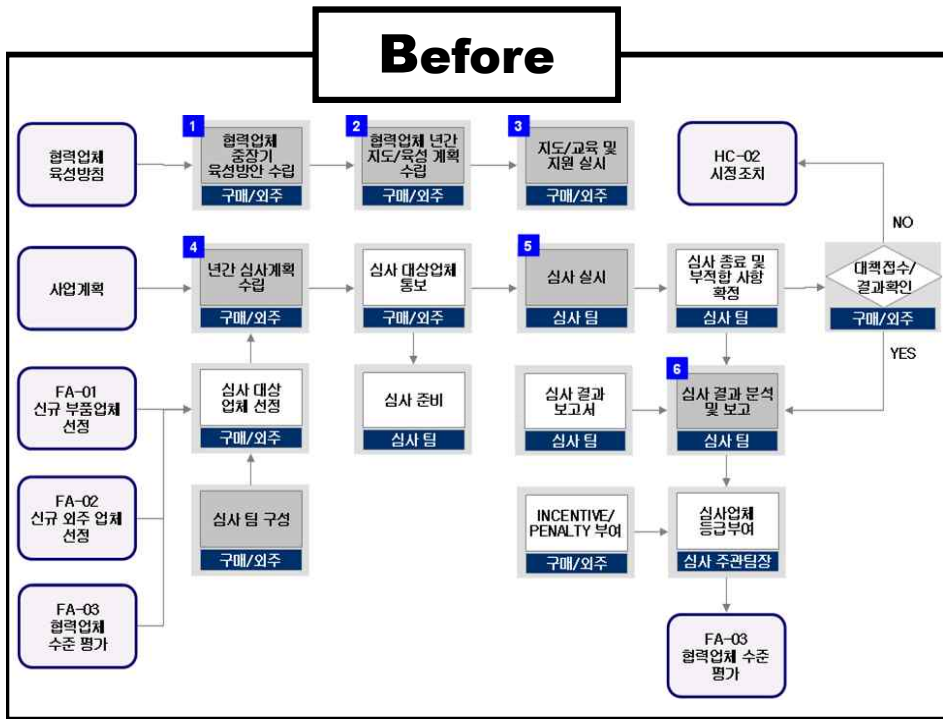 Before
1
협력업체
중장기
육성방안 수립
구매/외주
2
협력업체 년간
지도/육성 계획
수립
구매/외주
3
지도/교육 및
지원 실시
구매/외주
협력업체
육성방침
HC-02
시정조치
NO
사업계획
4
년간 심사계획
수립
구매/외주
심사 대상업체
통보
구매/외주
5
심사 실시
심사 팀
심사 종료 및
부적합 사항
확정
심사 팀
대책접수/
결과확인
구매/외주
YES
FA-01
신규 부품업체
선정
심사 대상
업체 선정
구매/외주
심사 준비
심사 팀
심사 결과
보고서
심사 팀
6
심사 결과 분석
및 보고
심사 팀
FA-02
신규 외주 업체
선정
심사 팀 구성
구매/외주
INCENTIVE/
PENALTY 부여
구매/외주
심사업체
등급부여
심사 주관팀장
FA-03
협력업체
수준 평가
FA-03
협력업체 수준
평가